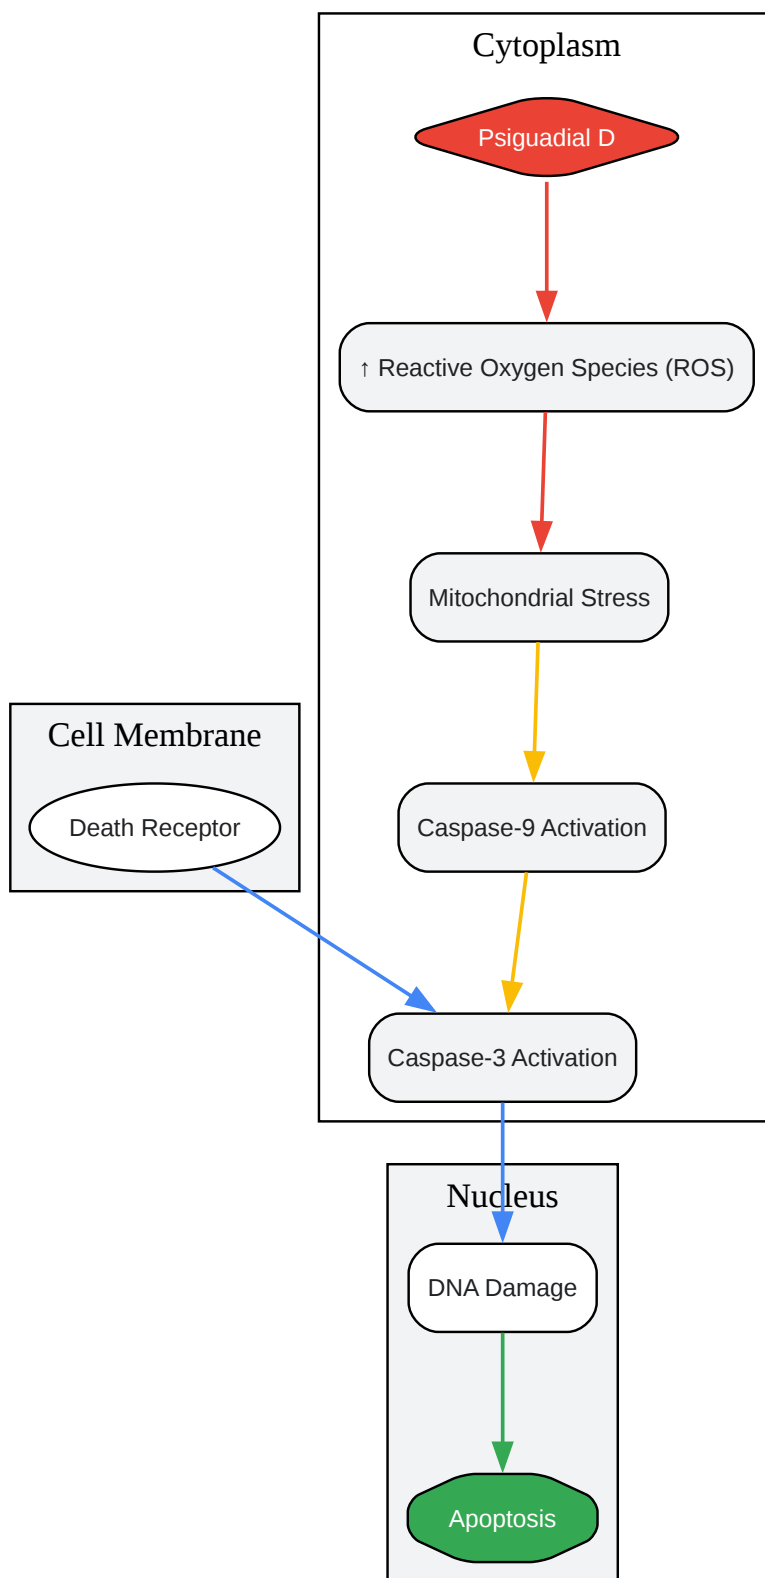 Cytoplasm
Psiguadial D
↑ Reactive Oxygen Species (ROS)
Mitochondrial Stress
Cell Membrane
Death Receptor
Caspase-9 Activation
Caspase-3 Activation
Nucleus
DNA Damage
Apoptosis